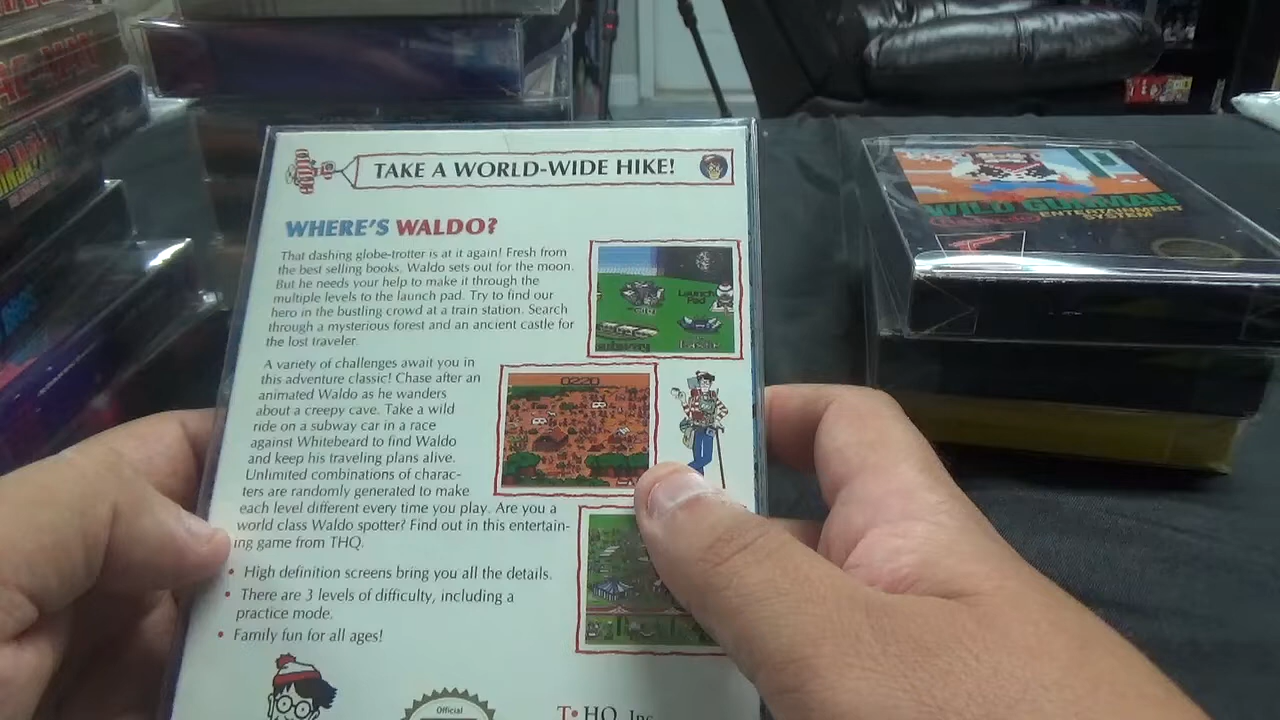 TAKE A WORLD-WIDE HIKE!
WHERE'S WALDO?
That dashing globe-trotter is at it again! Fresh from
the best selling books, Waldo sets out for the moon.
But he needs your help to make it through the
multiple levels to the launch pad. Try to find our
hero in the bustling crowd at a train station. Search
through a mysterious forest and an ancient castle for
the lost traveler.
A variety of challenges await you in
this adventure classic! Chase after an
animated Waldo as he wanders
about a creepy cave. Take a wild
ride on a subway car in a race
against Whitebeard to find Waldo
and keep his traveling plans alive.
Unlimited combinations of charac-
ters are randomly generated to make
each level different every time you play. Are you a
world class Waldo spotter? Find out in this entertain-
ing game from THQ.
• High definition screens bring you all the details.
• There are 3 levels of difficulty, including a
practice mode.
• Family fun for all ages!
Launch
Pad
City
Subway
Castle
0220
Official
T•HQ, Inc.
WILD GUNMAN
ENTERTAINMENT
SYSTEM